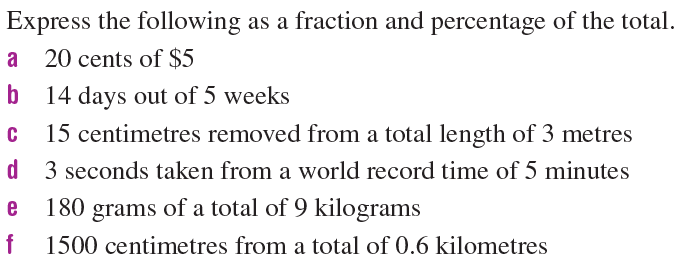 Express the following as a fraction and percentage of the total.
a 20 cents of $5
b 14 days out of 5 weeks
c 15 centimetres removed from a total length of 3 metres
d 3 seconds taken from a world record time of 5 minutes
e 180 grams of a total of 9 kilograms
f 1500 centimetres from a total of 0.6 kilometres